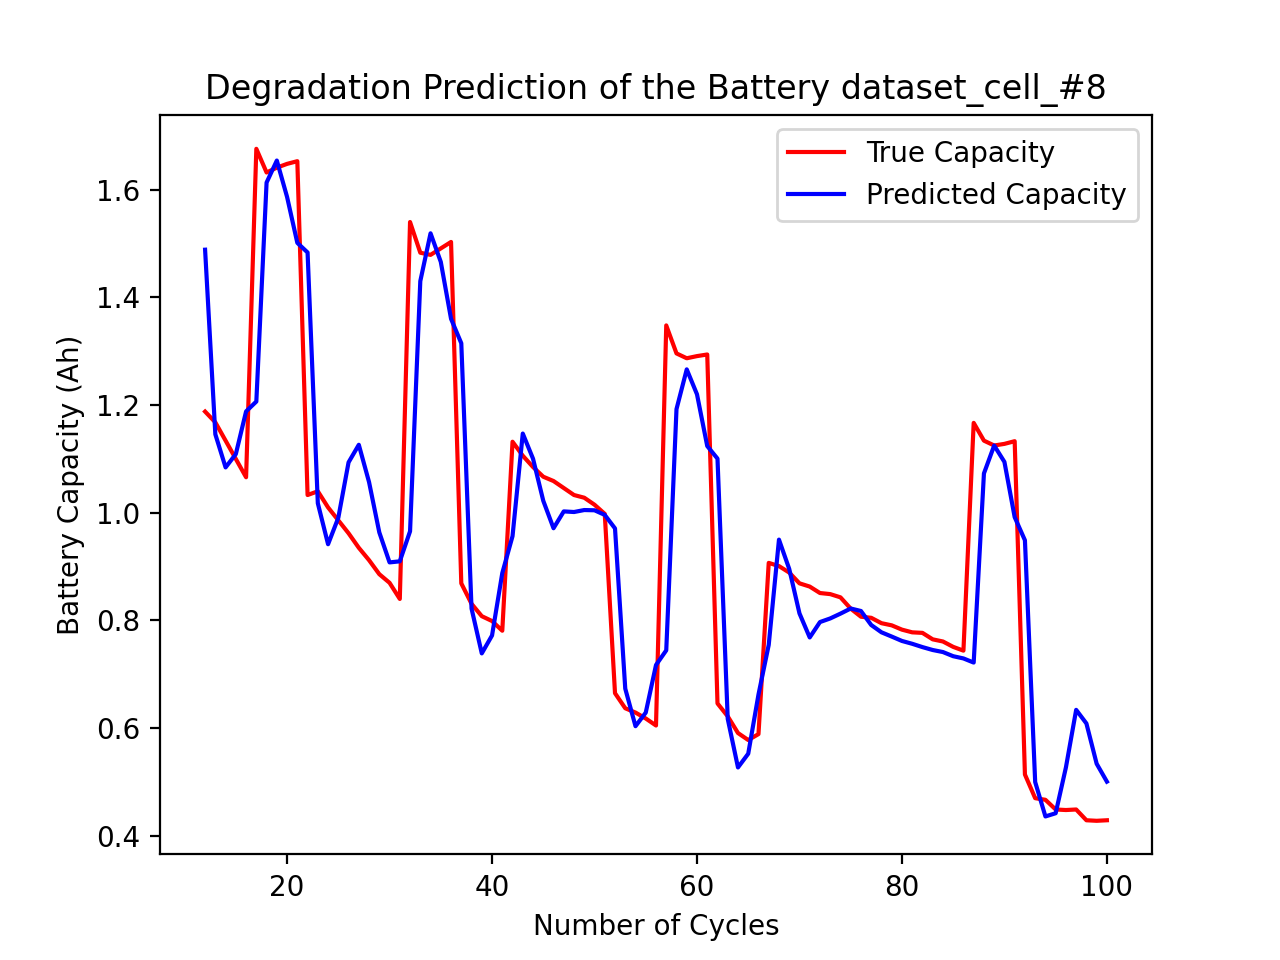 Degradation Prediction of the Battery dataset_cell_#8
True Capacity
Predicted Capacity
Battery Capacity (Ah)
1.6
1.4
1.2
1.0
0.8
0.6
0.4
20 40 60 80 100
Number of Cycles